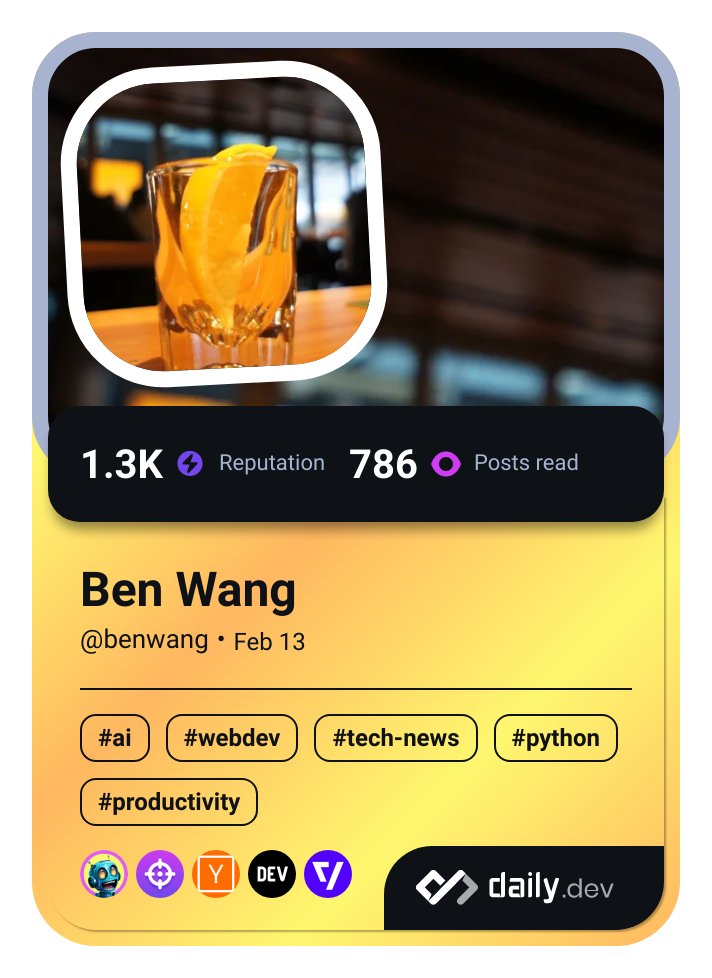 1.3K Reputation 786 Posts read
Ben Wang
@benwang • Feb 13
#ai #webdev #tech-news #python
#productivity
Y DEV daily.dev